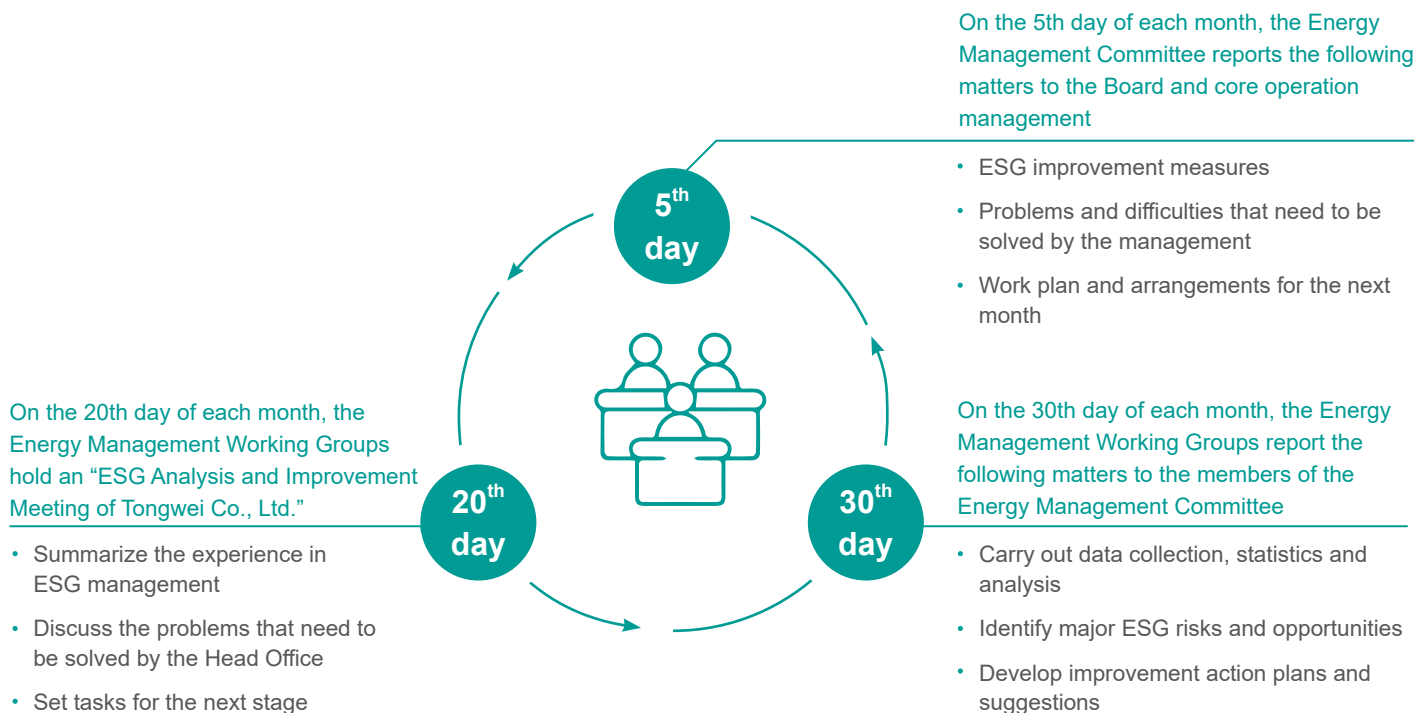 On the 5th day of each month, the Energy
Management Committee reports the following
matters to the Board and core operation
management
• ESG improvement measures
• Problems and difficulties that need to be
solved by the management
• Work plan and arrangements for the next
month
5th
day
On the 20th day of each month, the
Energy Management Working Groups
hold an “ESG Analysis and Improvement
Meeting of Tongwei Co., Ltd.”
20th
day
• Summarize the experience in
ESG management
• Discuss the problems that need to
be solved by the Head Office
• Set tasks for the next stage
On the 30th day of each month, the Energy
Management Working Groups report the
following matters to the members of the
Energy Management Committee
30th
day
• Carry out data collection, statistics and
analysis
• Identify major ESG risks and opportunities
• Develop improvement action plans and
suggestions